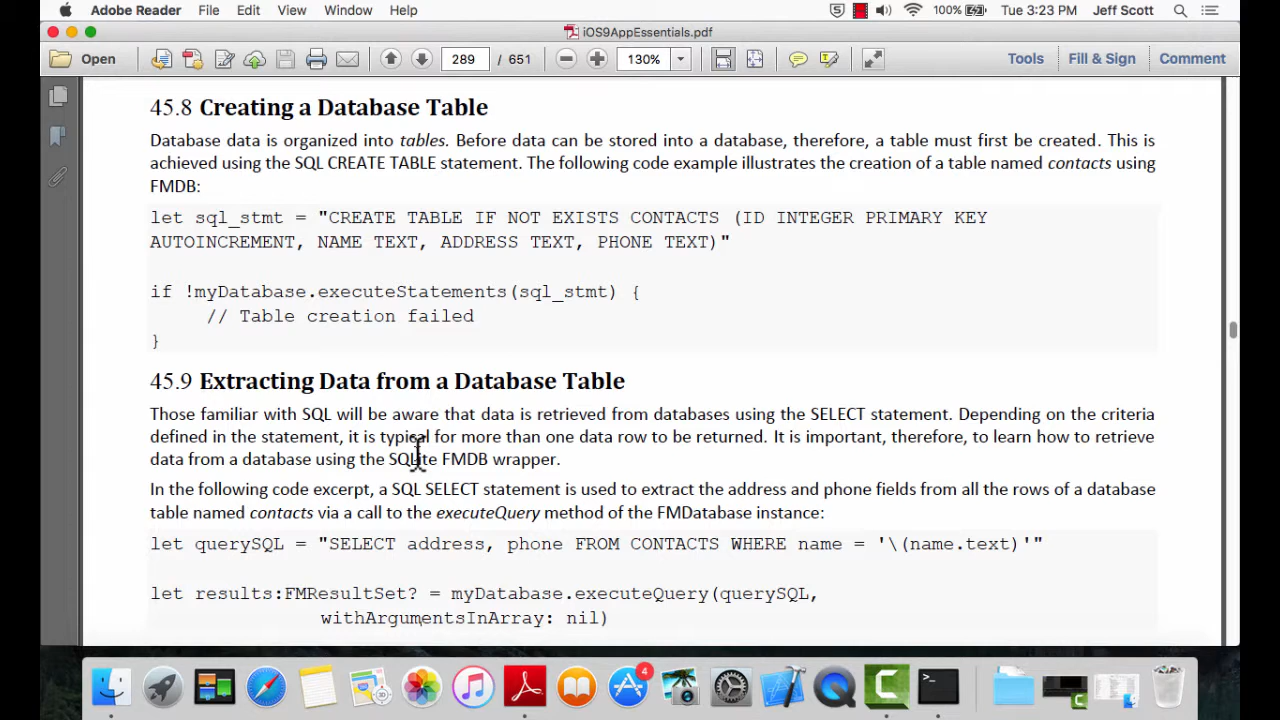 Adobe Reader File Edit View Window Help 5 100% Tue 3:23 PM Jeff Scott
iOS9AppEssentials.pdf
Open 289 / 651 130% Tools Fill & Sign Comment
45.8 Creating a Database Table
Database data is organized into tables. Before data can be stored into a database, therefore, a table must first be created. This is
achieved using the SQL CREATE TABLE statement. The following code example illustrates the creation of a table named contacts using
FMDB:
let sql_stmt = "CREATE TABLE IF NOT EXISTS CONTACTS (ID INTEGER PRIMARY KEY
AUTOINCREMENT, NAME TEXT, ADDRESS TEXT, PHONE TEXT)"
if !myDatabase.executeStatements(sql_stmt) {
// Table creation failed
}
45.9 Extracting Data from a Database Table
Those familiar with SQL will be aware that data is retrieved from databases using the SELECT statement. Depending on the criteria
defined in the statement, it is typical for more than one data row to be returned. It is important, therefore, to learn how to retrieve
data from a database using the SQLite FMDB wrapper.
In the following code excerpt, a SQL SELECT statement is used to extract the address and phone fields from all the rows of a database
table named contacts via a call to the executeQuery method of the FMDatabase instance:
let querySQL = "SELECT address, phone FROM CONTACTS WHERE name = '\(name.text)'"
let results:FMResultSet? = myDatabase.executeQuery(querySQL,
withArgumentsInArray: nil)
4